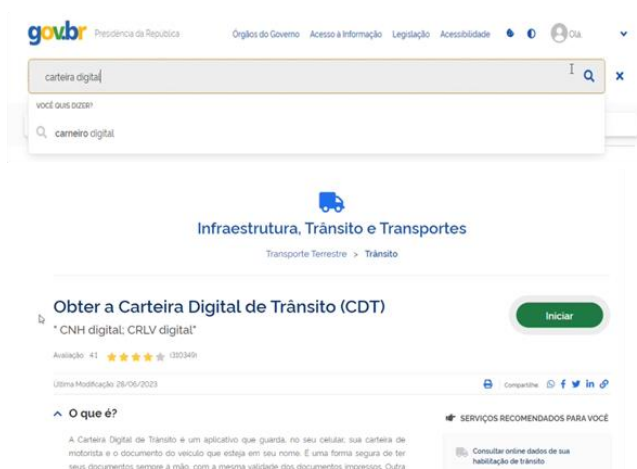 gov.br Presidência da República Órgãos do Governo Acesso à Informação Legislação Acessibilidade Olá,
carteira digital
VOCÊ QUIS DIZER?
carneiro digital
Infraestrutura, Trânsito e Transportes
Transporte Terrestre > Trânsito
Obter a Carteira Digital de Trânsito (CDT)
Iniciar
" CNH digital; CRLV digital"
Avaliação 4.1 (310349)
Última Modificação: 28/06/2023 Compartilhe
O que é?
SERVIÇOS RECOMENDADOS PARA VOCÊ
A Carteira Digital de Trânsito é um aplicativo que guarda, no seu celular, sua carteira de
motorista e o documento do veículo que esteja em seu nome. É uma forma segura de ter
seus documentos sempre à mão, com a mesma validade dos documentos impressos. Outra
Consultar online dados de sua
habilitação de trânsito